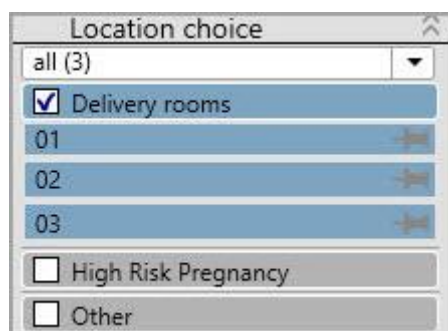 Location choice
all (3)
Delivery rooms
01
02
03
High Risk Pregnancy
Other